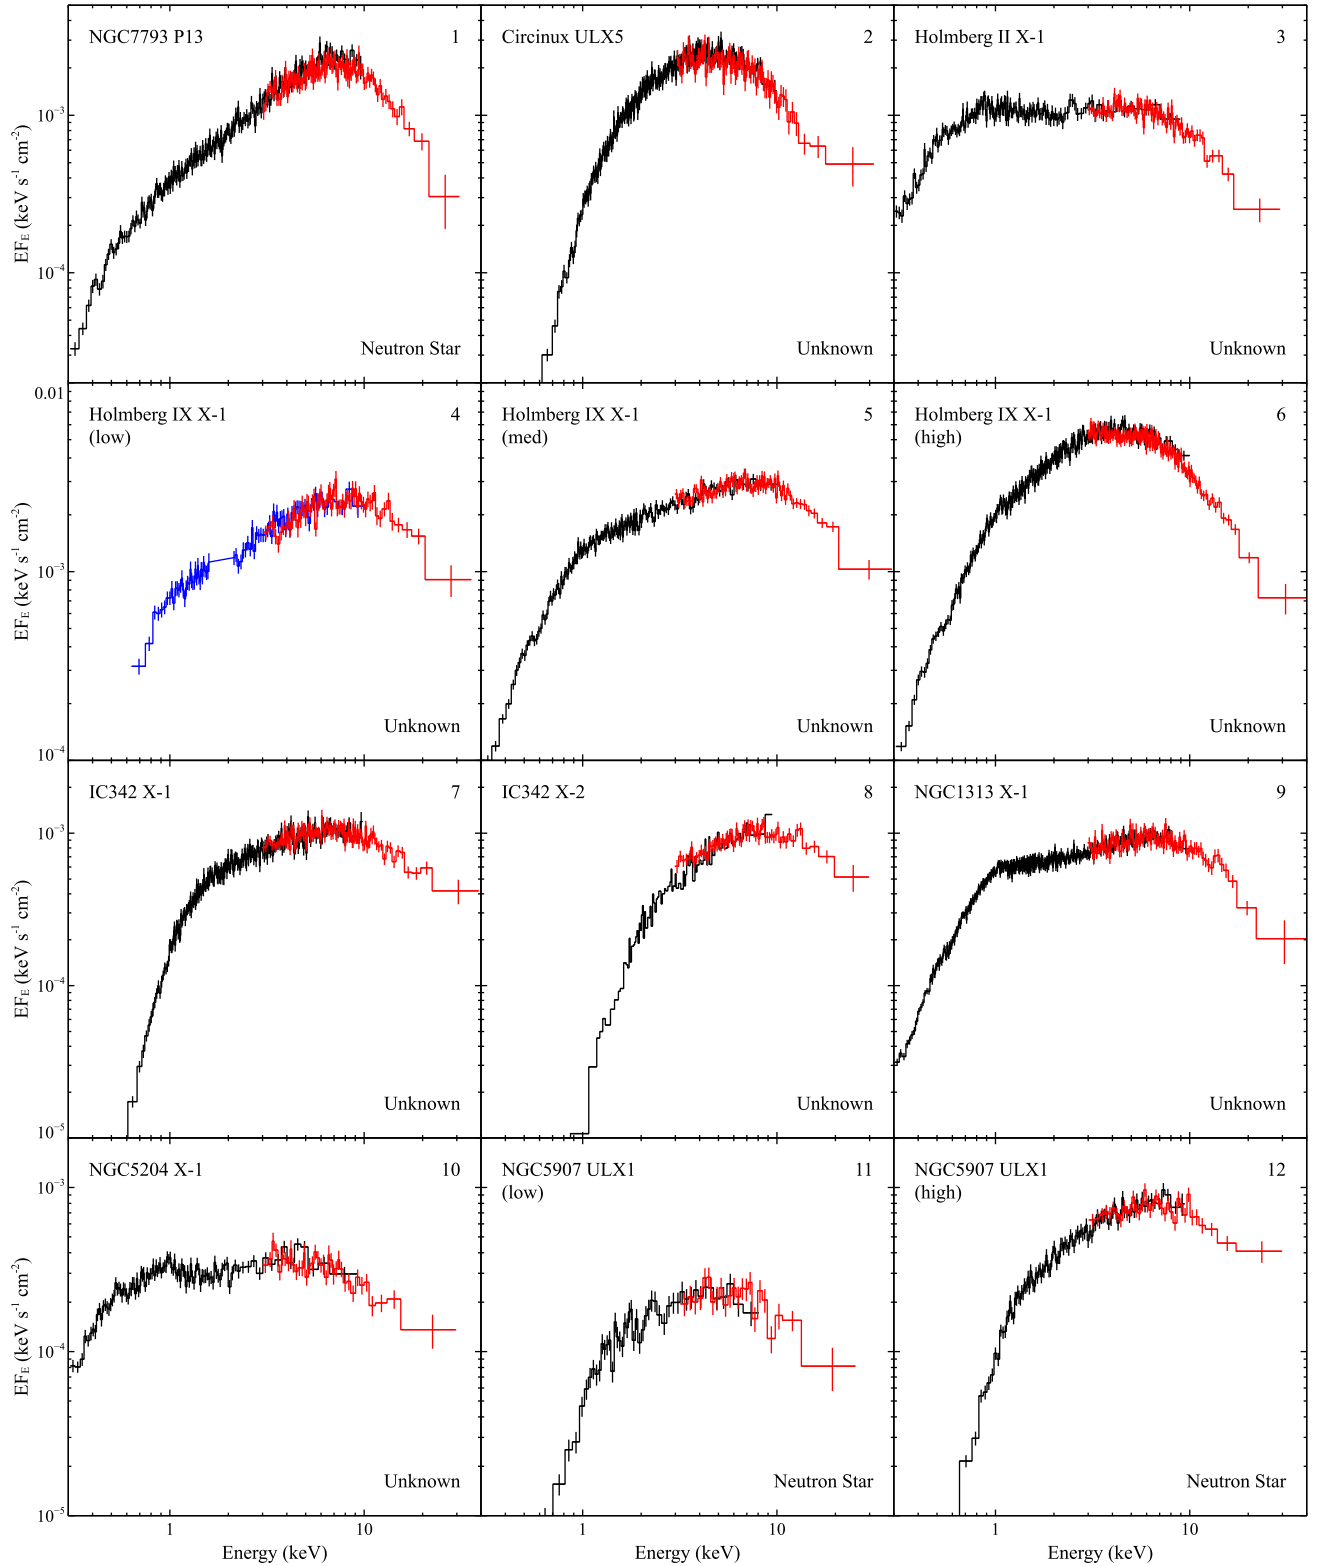 NGC7793 P13 1
Circinux ULX5 2
Holmberg II X-1 3
10⁻³
EFE (keV s⁻¹ cm⁻²)
10⁻⁴
Neutron Star
Unknown
Unknown
0.01
Holmberg IX X-1 4
(low)
Holmberg IX X-1 5
(med)
Holmberg IX X-1 6
(high)
EFE (keV s⁻¹ cm⁻²)
10⁻³
Unknown
Unknown
Unknown
10⁻⁴
IC342 X-1 7
IC342 X-2 8
NGC1313 X-1 9
10⁻³
EFE (keV s⁻¹ cm⁻²)
10⁻⁴
Unknown
Unknown
Unknown
10⁻⁵
NGC5204 X-1 10
NGC5907 ULX1 11
(low)
NGC5907 ULX1 12
(high)
10⁻³
EFE (keV s⁻¹ cm⁻²)
10⁻⁴
Unknown
Neutron Star
Neutron Star
10⁻⁵
1 10
1 10
1 10
Energy (keV)
Energy (keV)
Energy (keV)